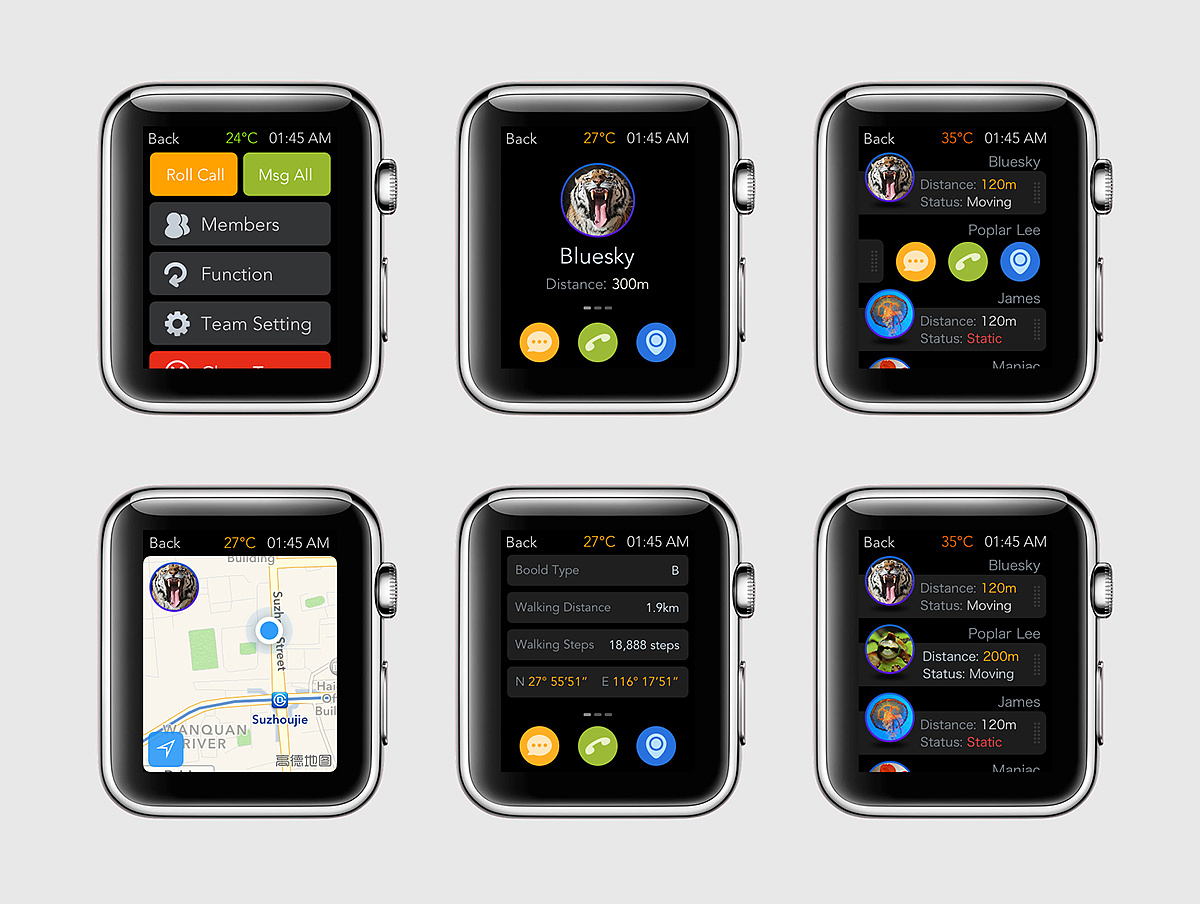 Back 24°C 01:45 AM
Roll Call Msg All
Members
Function
Team Setting
Back 27°C 01:45 AM
Bluesky
Distance: 300m
Back 35°C 01:45 AM
Bluesky
Distance: 120m
Status: Moving
Poplar Lee
James
Distance: 120m
Status: Static
Maniac
Back 27°C 01:45 AM
Building
Suzhou Street
Suzhoujie
WANQUAN
RIVER
高德地图
Back 27°C 01:45 AM
Boold Type B
Walking Distance 1.9km
Walking Steps 18,888 steps
N 27° 55’51” E 116° 17’51”
Back 35°C 01:45 AM
Bluesky
Distance: 120m
Status: Moving
Poplar Lee
Distance: 200m
Status: Moving
James
Distance: 120m
Status: Static
Maniac